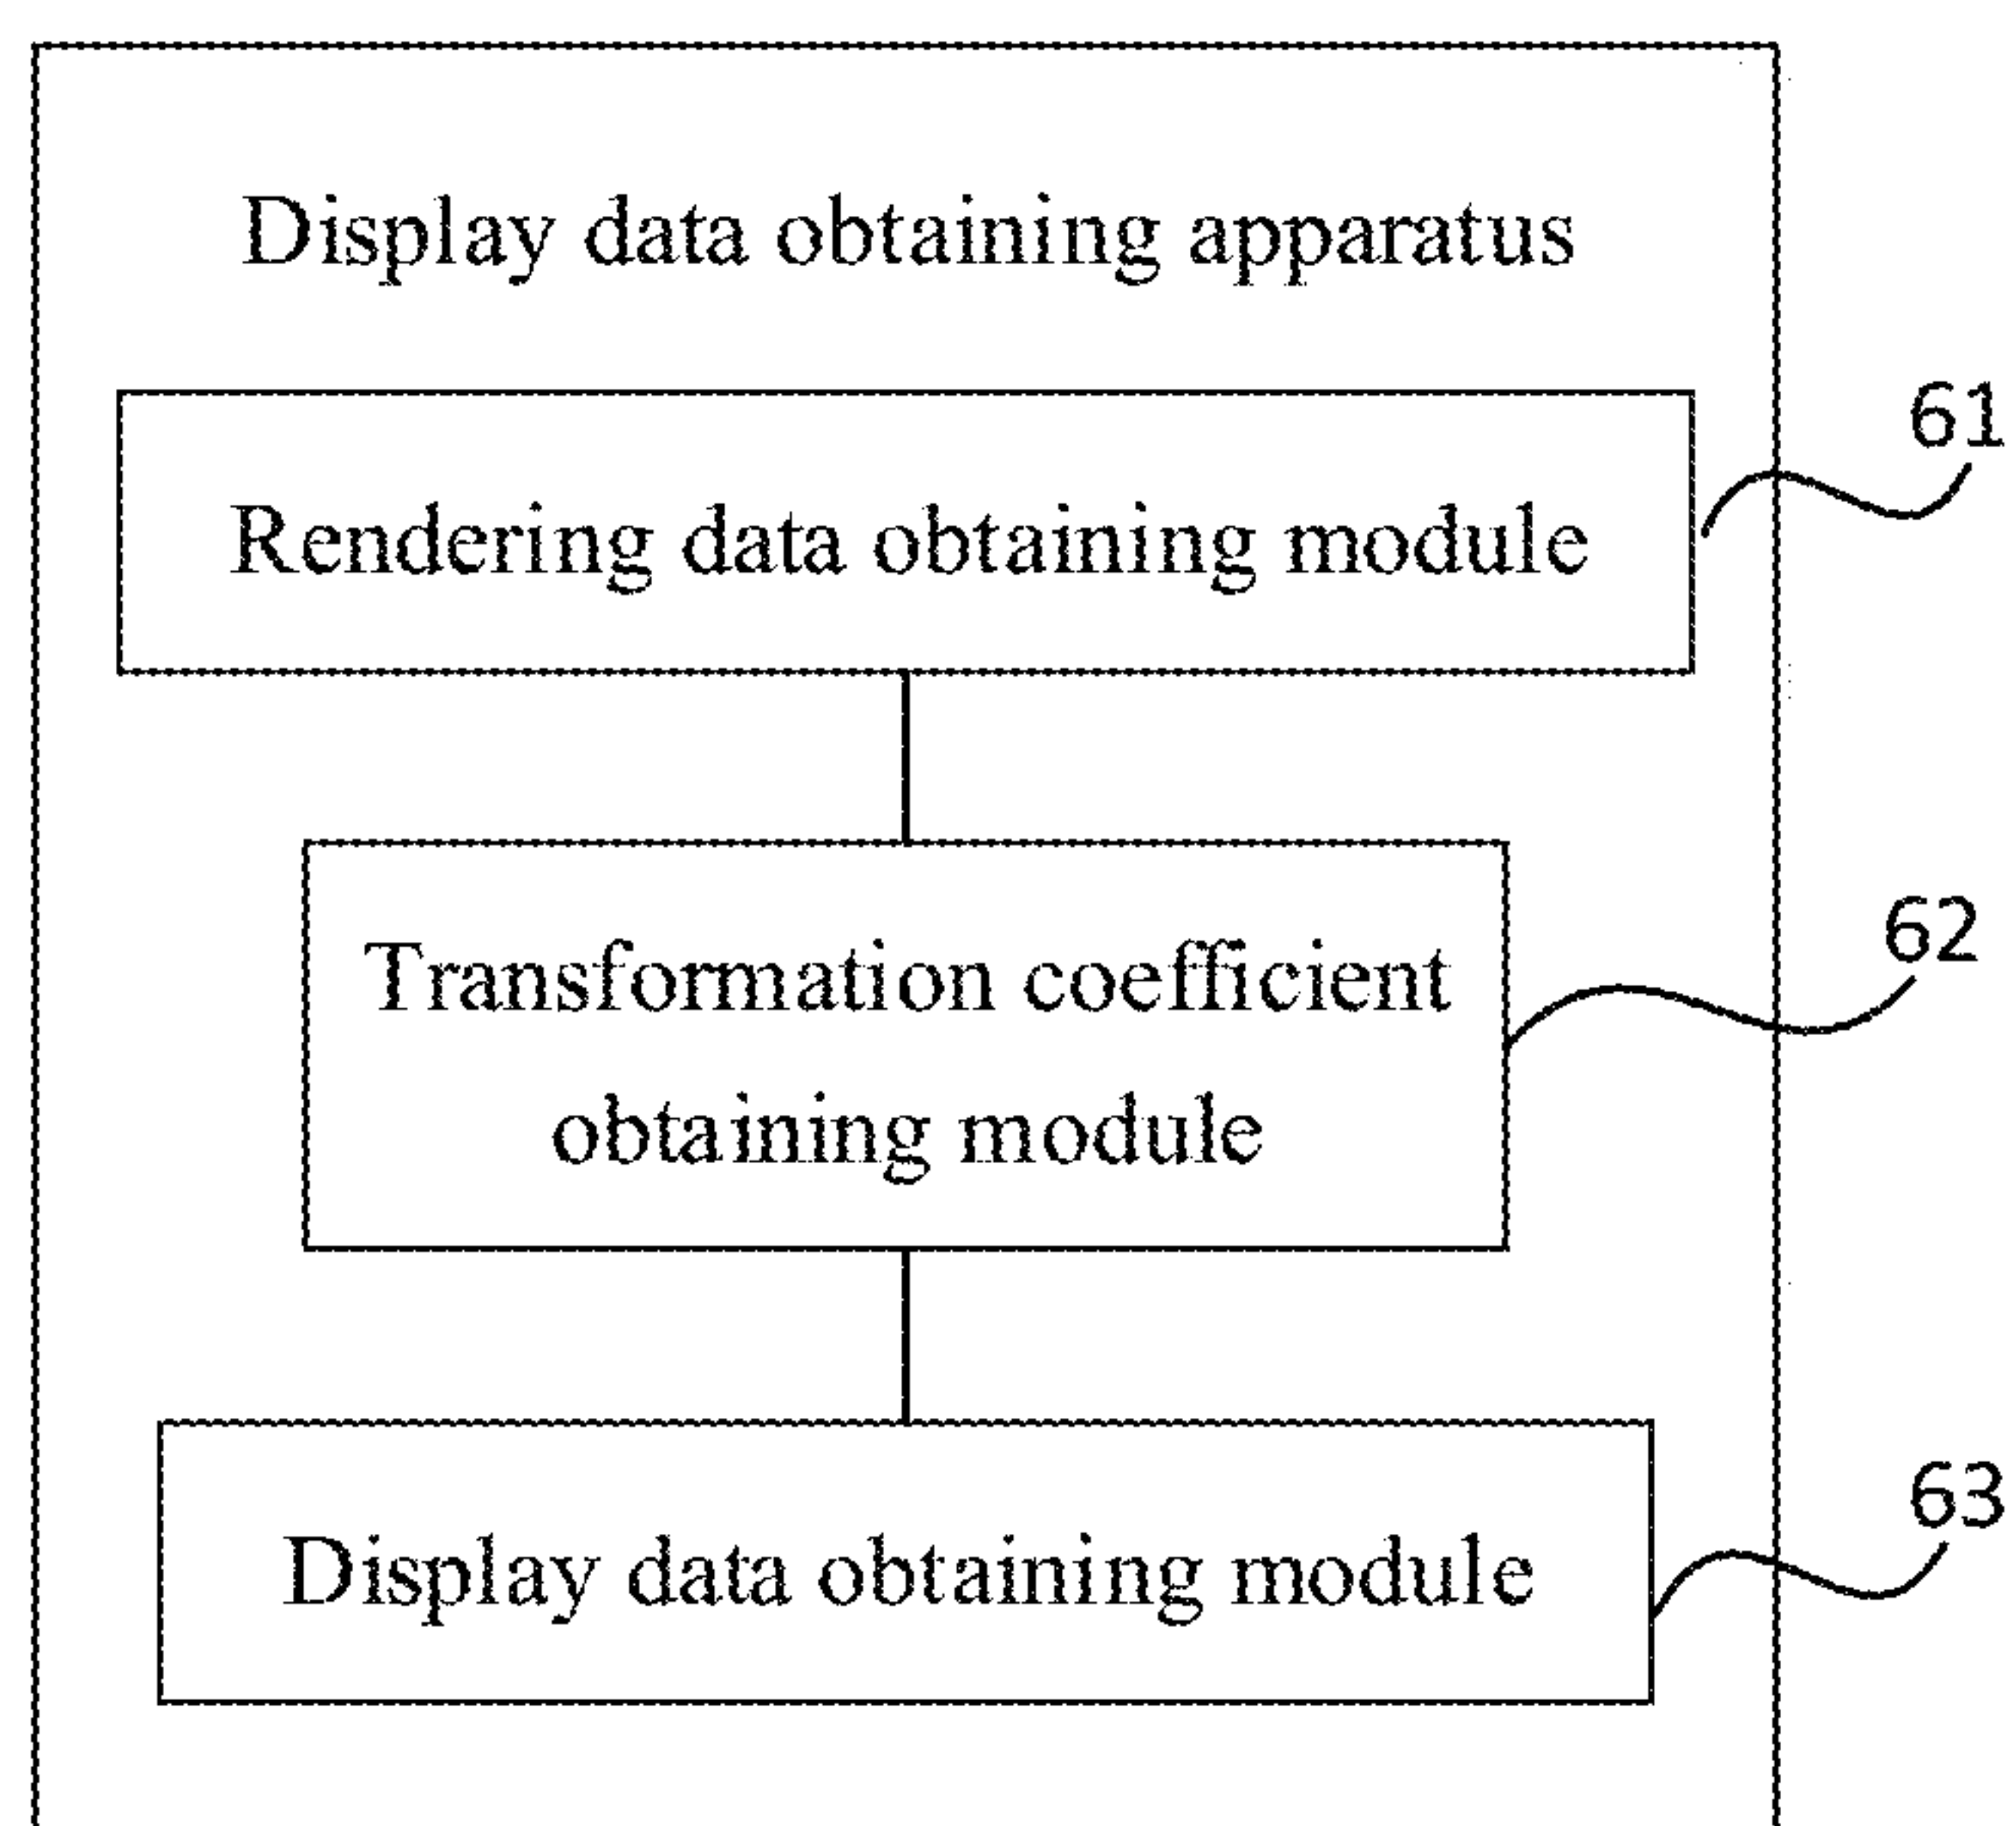 Display data obtaining apparatus
61
Rendering data obtaining module
62
Transformation coefficient
obtaining module
63
Display data obtaining module